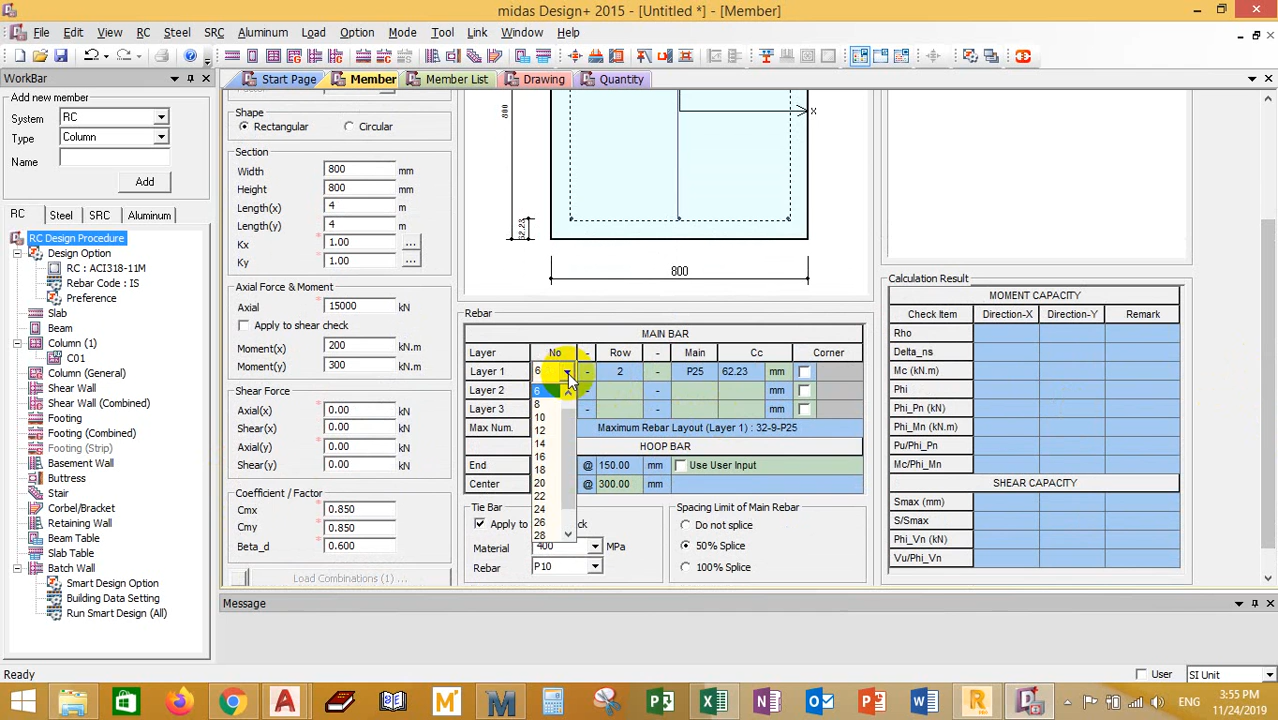 midas Design+ 2015 - [Untitled *] - [Member]
File Edit View RC Steel SRC Aluminum Load Option Mode Tool Link Window Help
WorkBar
Start Page Member Member List Drawing Quantity
Add new member
System RC
Type Column
Name
Add
RC Steel SRC Aluminum
RC Design Procedure
Design Option
RC : ACI318-11M
Rebar Code : IS
Preference
Slab
Beam
Column (1)
C01
Shear Wall
Shear Wall (Combined)
Footing
Footing (Combined)
Footing (Strip)
Basement Wall
Buttress
Stair
Corbel/Bracket
Retaining Wall
Beam Table
Slab Table
Batch Wall
Smart Design Option
Building Data Setting
Run Smart Design (All)
Factor
Shape
Rectangular Circular
Section
Width 800 mm
Height 800 mm
Length(x) 4 m
Length(y) 4 m
Kx 1.00 ...
Ky 1.00 ...
Axial Force & Moment
Axial 15000 kN
Apply to shear check
Moment(x) 200 kN.m
Moment(y) 300 kN.m
Shear Force
Axial(x) 0.00 kN
Shear(x) 0.00 kN
Axial(y) 0.00 kN
Shear(y) 0.00 kN
Coefficient / Factor
Cmx 0.850
Cmy 0.850
Beta_d 0.600
Load Combinations (1) ...
800
X
62.23
800
Rebar
MAIN BAR
Layer No - Row - Main Cc Corner
Layer 1 6 - 2 - P25 62.23 mm
Layer 2 - - mm
Layer 3 - - mm
Max Num. Maximum Rebar Layout (Layer 1) : 32-9-P25
HOOP BAR
End @ 150.00 mm Use User Input
Center @ 300.00 mm
6
8
10
12
14
16
18
20
22
24
26
28
Tie Bar
Material 400 MPa
Rebar P10
Spacing Limit of Main Rebar
Do not splice
50% Splice
100% Splice
Calculation Result
MOMENT CAPACITY
Check Item Direction-X Direction-Y Remark
Rho
Delta_ns
Mc (kN.m)
Phi
Phi_Pn (kN)
Phi_Mn (kN.m)
Pu/Phi_Pn
Mc/Phi_Mn
SHEAR CAPACITY
Smax (mm)
S/Smax
Phi_Vn (kN)
Vu/Phi_Vn
Message
Ready
User SI Unit
ENG
3:55 PM
11/24/2019